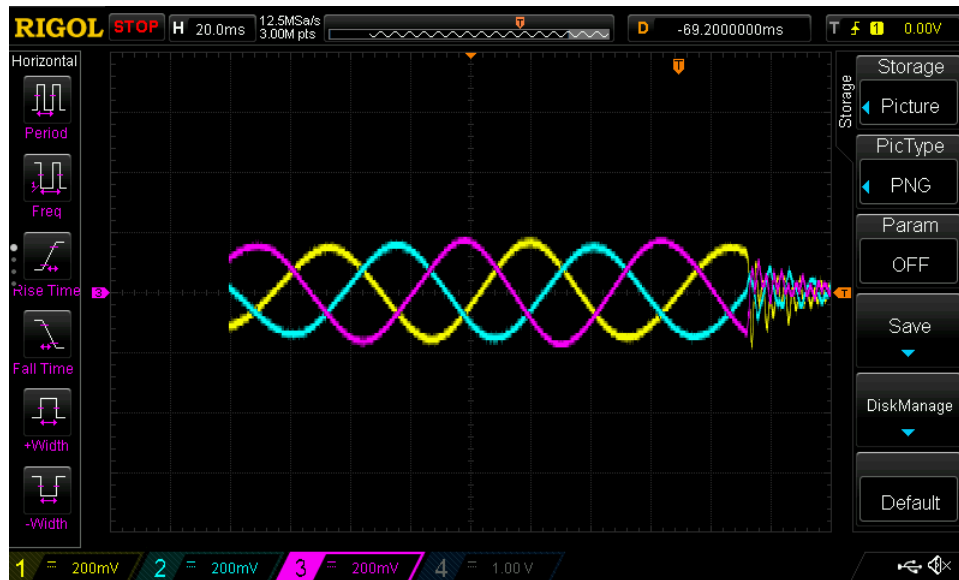 RIGOL STOP H 20.0ms 12.5MSa/s 3.00M pts T D -69.2000000ms T 1 0.00V
Horizontal
Period
Freq
Rise Time
Fall Time
+Width
-Width
3
T
T
Storage
Storage
Picture
PicType
PNG
Param
OFF
Save
DiskManage
Default
1 200mV 2 200mV 3 200mV 4 1.00 V